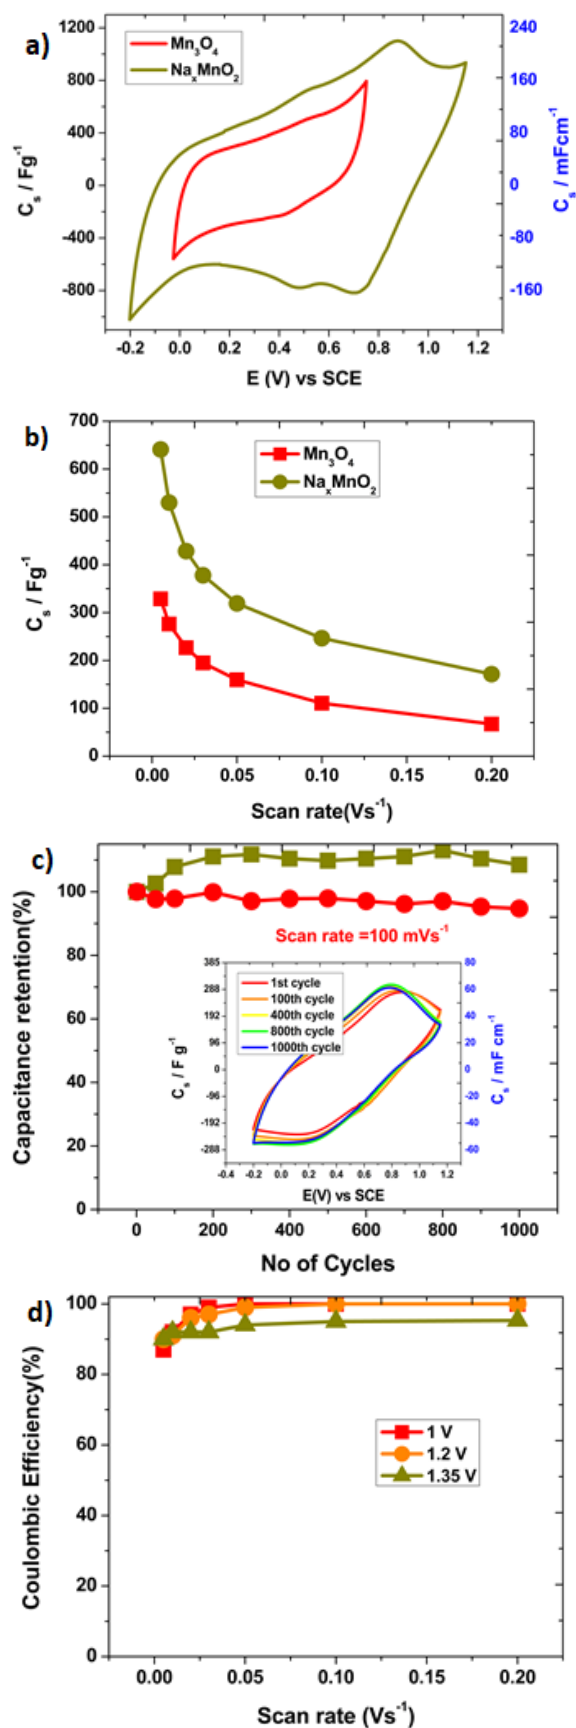 a)
1200
800
400
0
-400
-800
C_s / Fg⁻¹
Mn₃O₄
NaₓMnO₂
240
160
80
0
-80
-160
C_s / mFcm⁻¹
-0.2 0.0 0.2 0.4 0.6 0.8 1.0 1.2
E (V) vs SCE
b)
700
600
500
400
300
200
100
0
C_s / Fg⁻¹
Mn₃O₄
NaₓMnO₂
0.00 0.05 0.10 0.15 0.20
Scan rate(Vs⁻¹)
c)
100
80
60
40
20
0
Capacitance retention(%)
Scan rate =100 mVs⁻¹
385
288
192
96
0
-96
-192
-288
C_s / F g⁻¹
1st cycle
100th cycle
400th cycle
800th cycle
1000th cycle
80
60
40
20
0
-20
-40
-60
C_s / mF cm⁻¹
-0.4 -0.2 0.0 0.2 0.4 0.6 0.8 1.0 1.2 1.3
E(V) vs SCE
0 200 400 600 800 1000
No of Cycles
d)
100
80
60
40
20
0
Coulombic Efficiency(%)
1 V
1.2 V
1.35 V
0.00 0.05 0.10 0.15 0.20
Scan rate (Vs⁻¹)